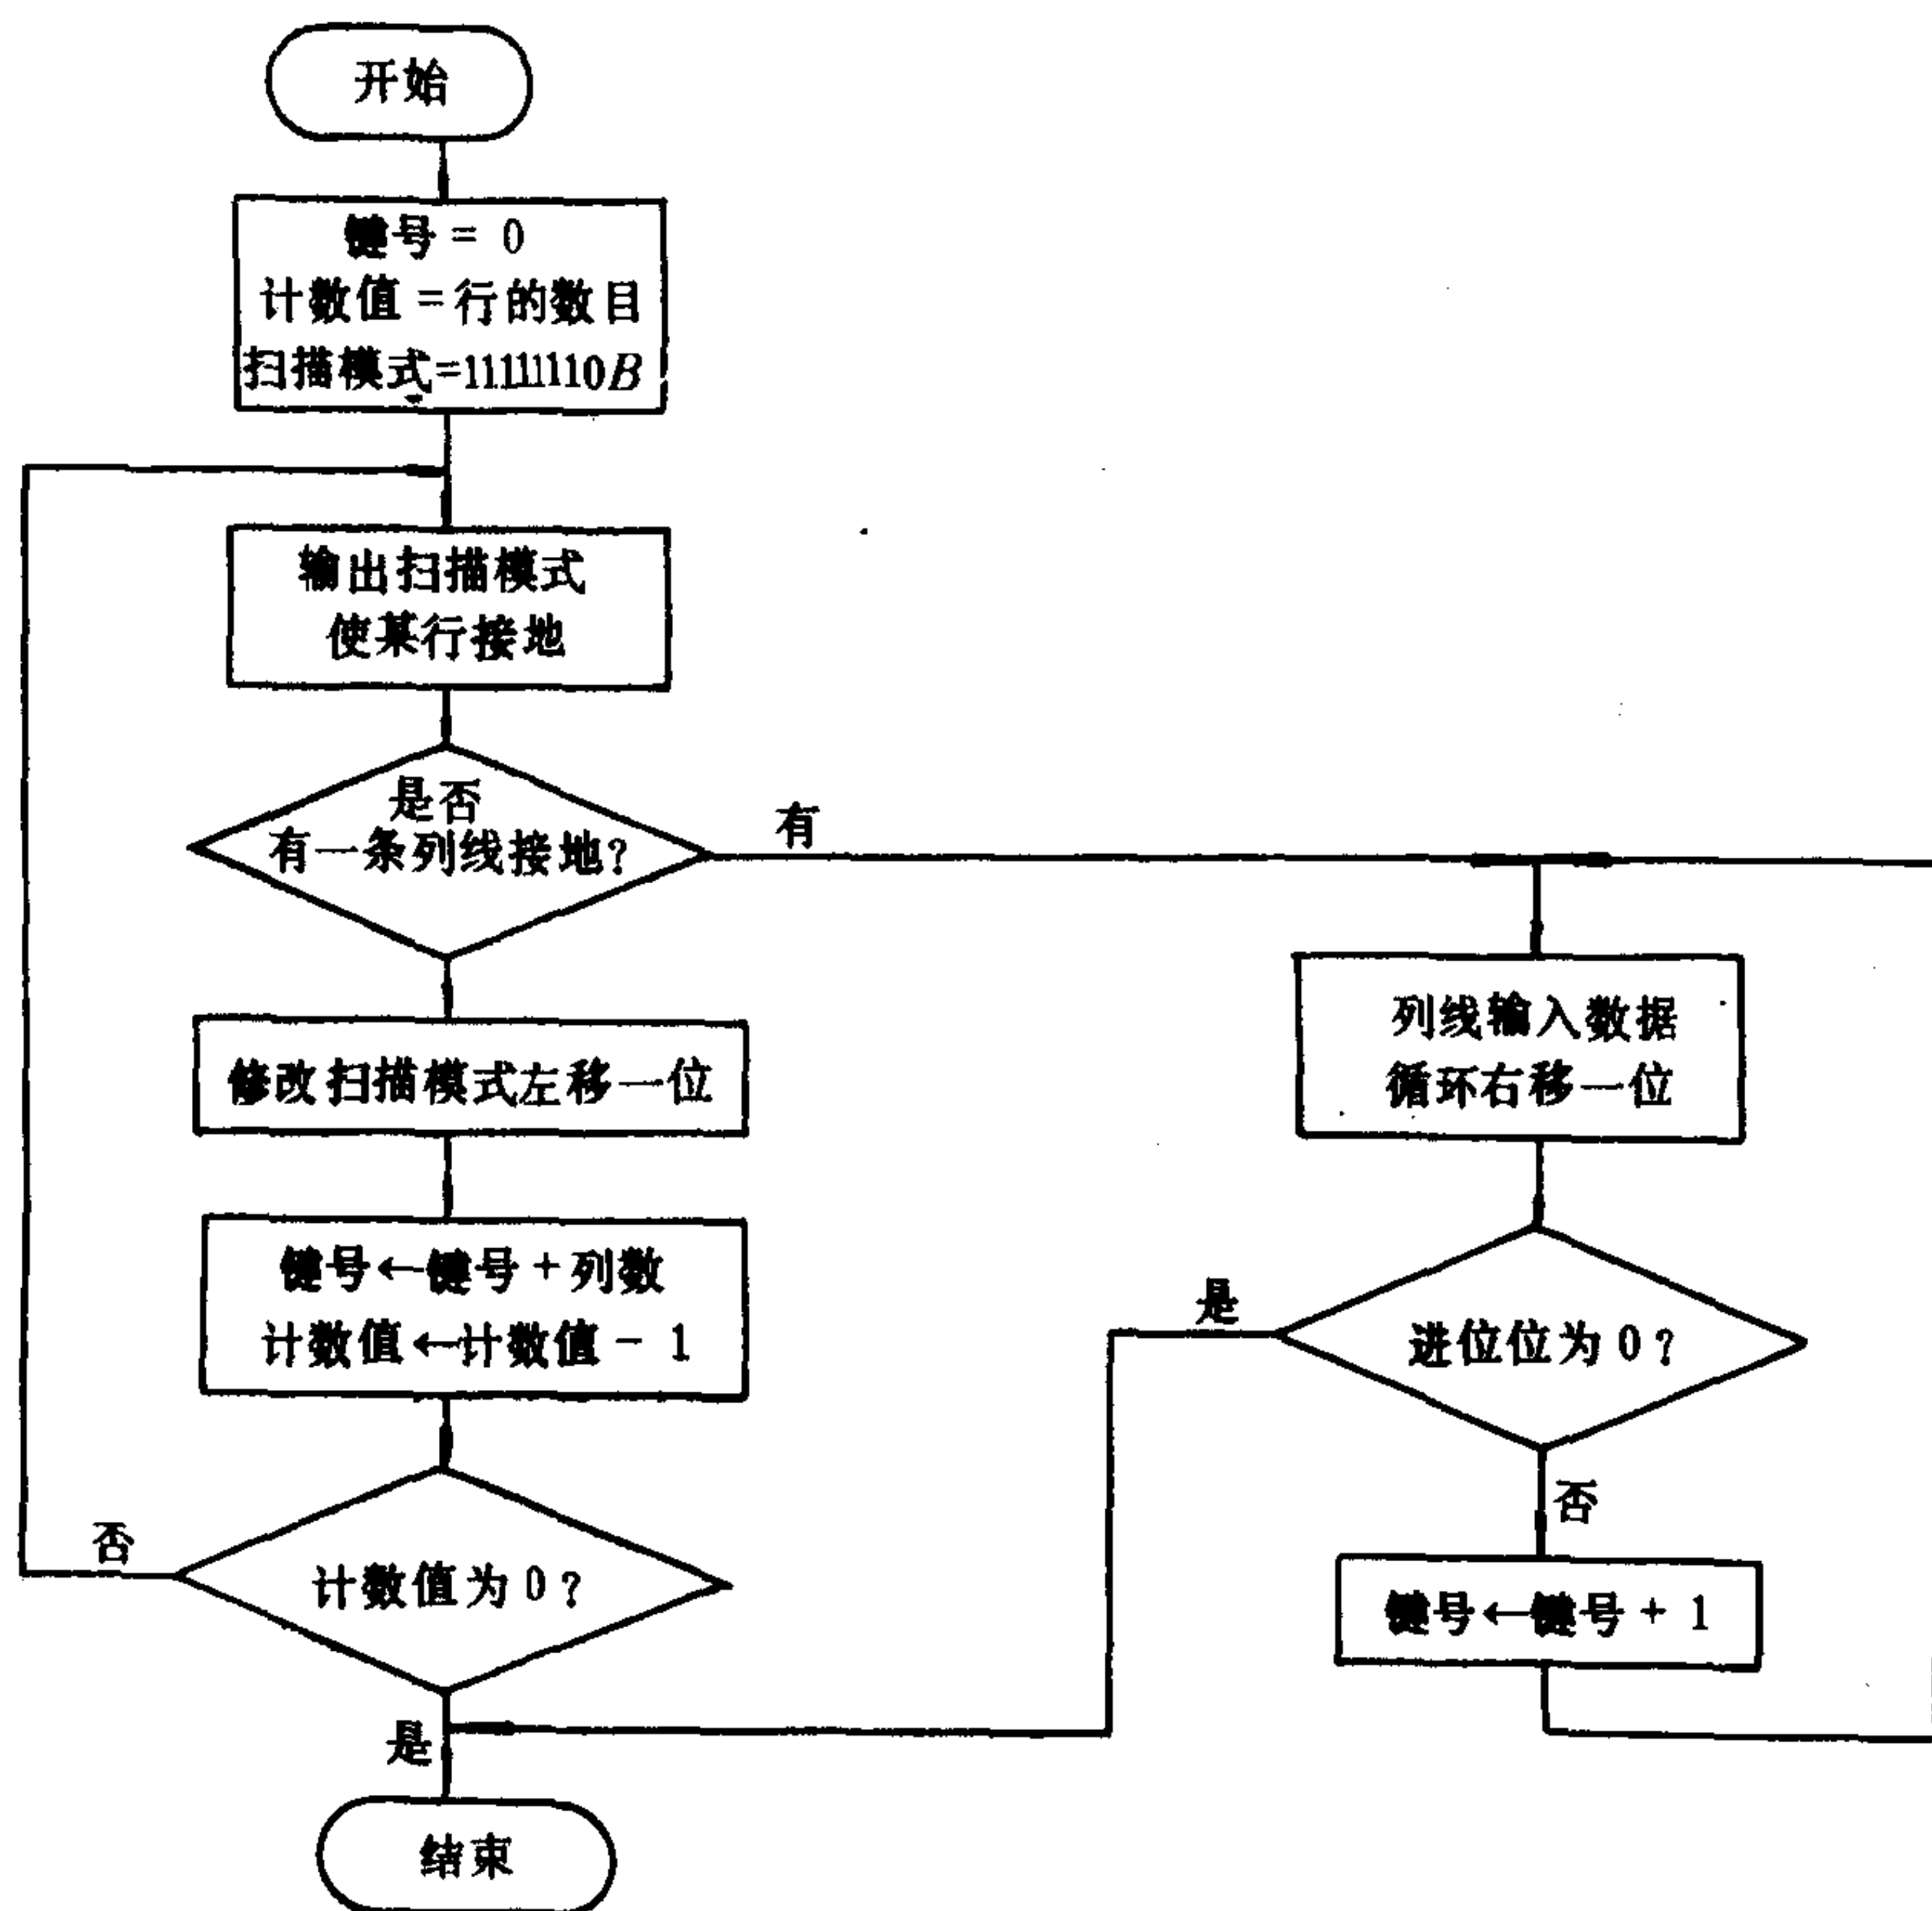 开始
键号 = 0
计数值 = 行的数目
扫描模式=11111110B
输出扫描模式
使某行接地
是否
有一条列线接地?
有
修改扫描模式左移一位
列线输入数据
循环右移一位
键号←键号 + 列数
计数值←计数值 - 1
是
进位位为 0?
否
否
计数值为 0?
键号←键号 + 1
是
结束